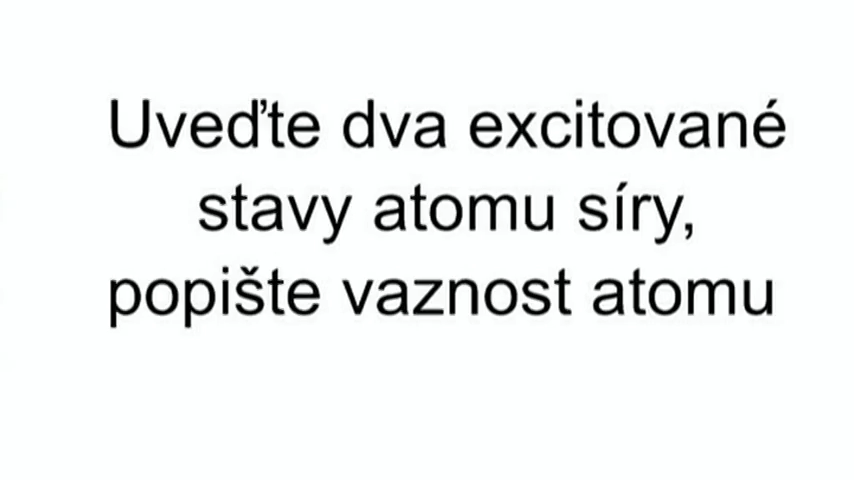 Uveďte dva excitované
stavy atomu síry,
popište vaznost atomu